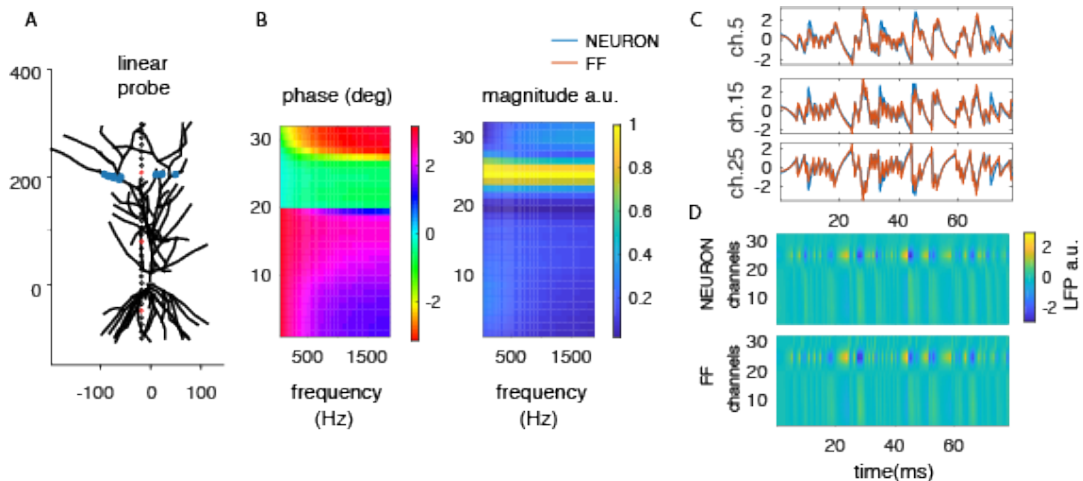 A
linear
probe
400
200
0
-100
0
100
B
NEURON
FF
phase (deg)
30
20
10
500
1500
frequency
(Hz)
2
0
-2
magnitude a.u.
30
20
10
500
1500
frequency
(Hz)
1
0.8
0.6
0.4
0.2
C
ch.5
2
0
-2
ch.15
2
0
-2
ch.25
2
0
-2
20
40
60
D
NEURON
channels
30
20
10
2
0
-2
LFP a.u.
FF
channels
30
20
10
20
40
60
time(ms)